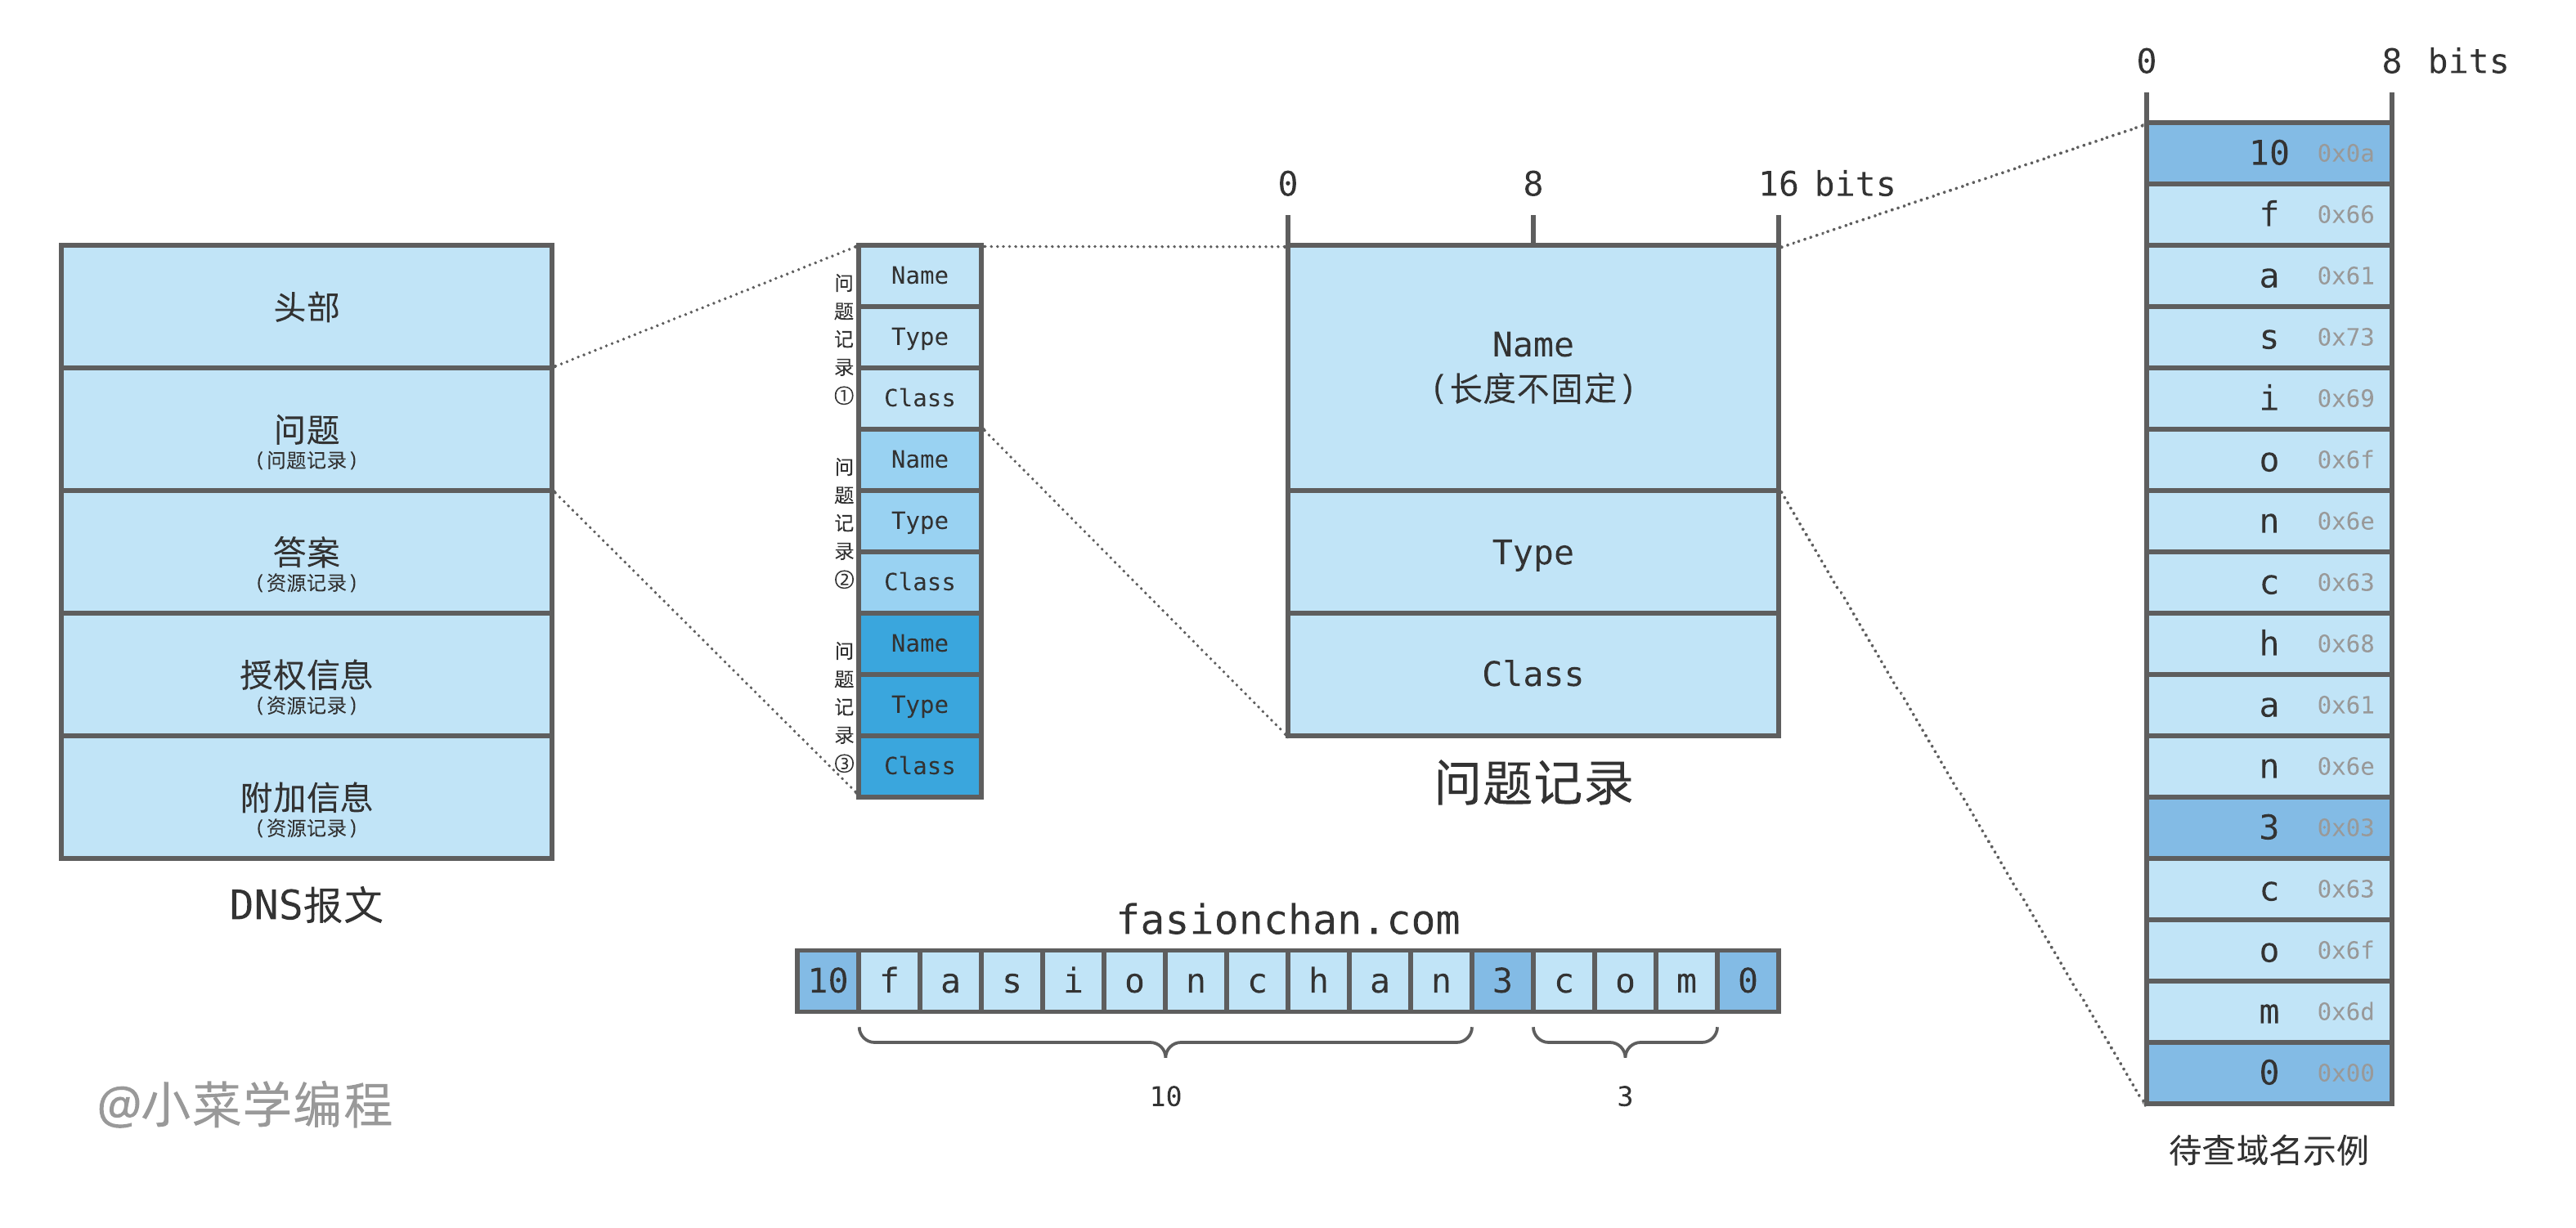 头部
问题
(问题记录)
答案
(资源记录)
授权信息
(资源记录)
附加信息
(资源记录)
DNS报文
问题记录①
Name
Type
Class
问题记录②
Name
Type
Class
问题记录③
Name
Type
Class
0 8 16 bits
Name
(长度不固定)
Type
Class
问题记录
fasionchan.com
10 f a s i o n c h a n 3 c o m 0
10 3
0 8 bits
10 0x0a
f 0x66
a 0x61
s 0x73
i 0x69
o 0x6f
n 0x6e
c 0x63
h 0x68
a 0x61
n 0x6e
3 0x03
c 0x63
o 0x6f
m 0x6d
0 0x00
待查域名示例
@小菜学编程